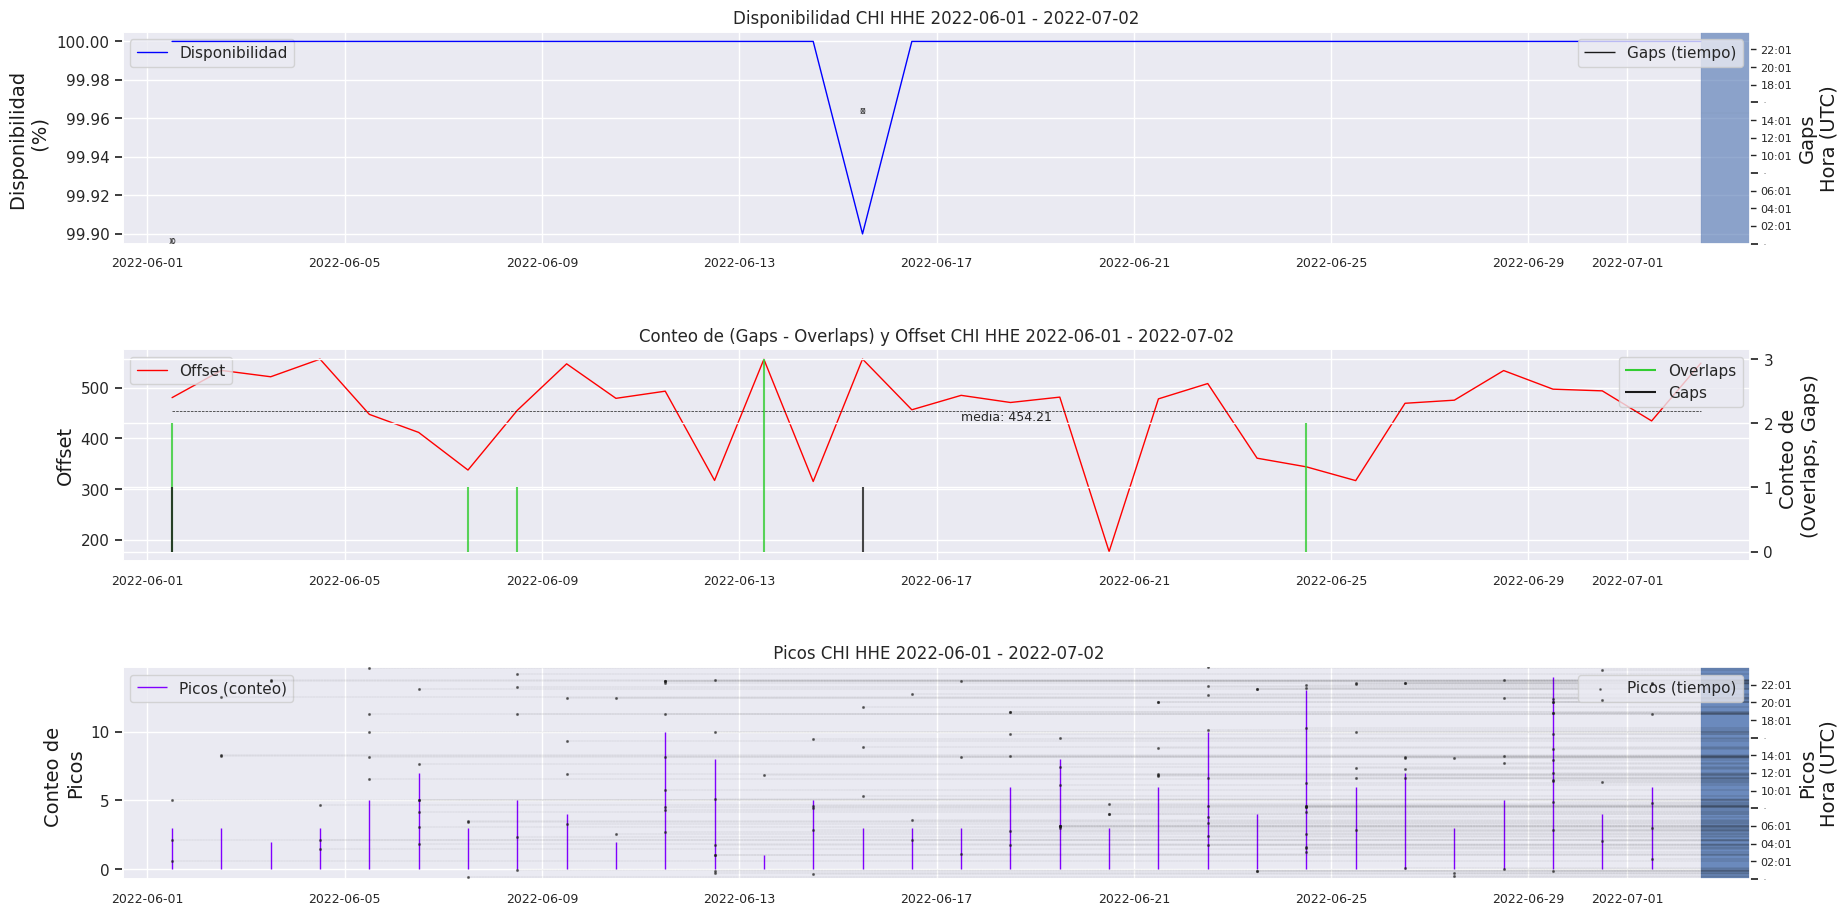 Disponibilidad CHI HHE 2022-06-01 - 2022-07-02
Disponibilidad
(%)
100.00
99.98
99.96
99.94
99.92
99.90
Disponibilidad
Gaps (tiempo)
22:01
20:01
18:01
14:01
12:01
10:01
06:01
04:01
02:01
Gaps
Hora (UTC)
2022-06-01 2022-06-05 2022-06-09 2022-06-13 2022-06-17 2022-06-21 2022-06-25 2022-06-29 2022-07-01
Conteo de (Gaps - Overlaps) y Offset CHI HHE 2022-06-01 - 2022-07-02
Offset
500
400
300
200
Offset
media: 454.21
Overlaps
Gaps
3
2
1
0
Conteo de
(Overlaps, Gaps)
2022-06-01 2022-06-05 2022-06-09 2022-06-13 2022-06-17 2022-06-21 2022-06-25 2022-06-29 2022-07-01
Picos CHI HHE 2022-06-01 - 2022-07-02
Conteo de
Picos
10
5
0
Picos (conteo)
Picos (tiempo)
22:01
20:01
18:01
14:01
12:01
10:01
06:01
04:01
02:01
Picos
Hora (UTC)
2022-06-01 2022-06-05 2022-06-09 2022-06-13 2022-06-17 2022-06-21 2022-06-25 2022-06-29 2022-07-01